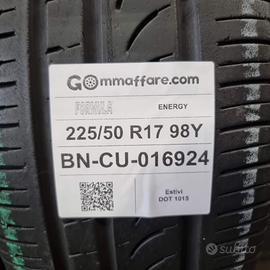 GOmmaffare.com
FORMULA
ENERGY
225/50 R17 98Y
BN-CU-016924
Estivi
DOT 1015
subito